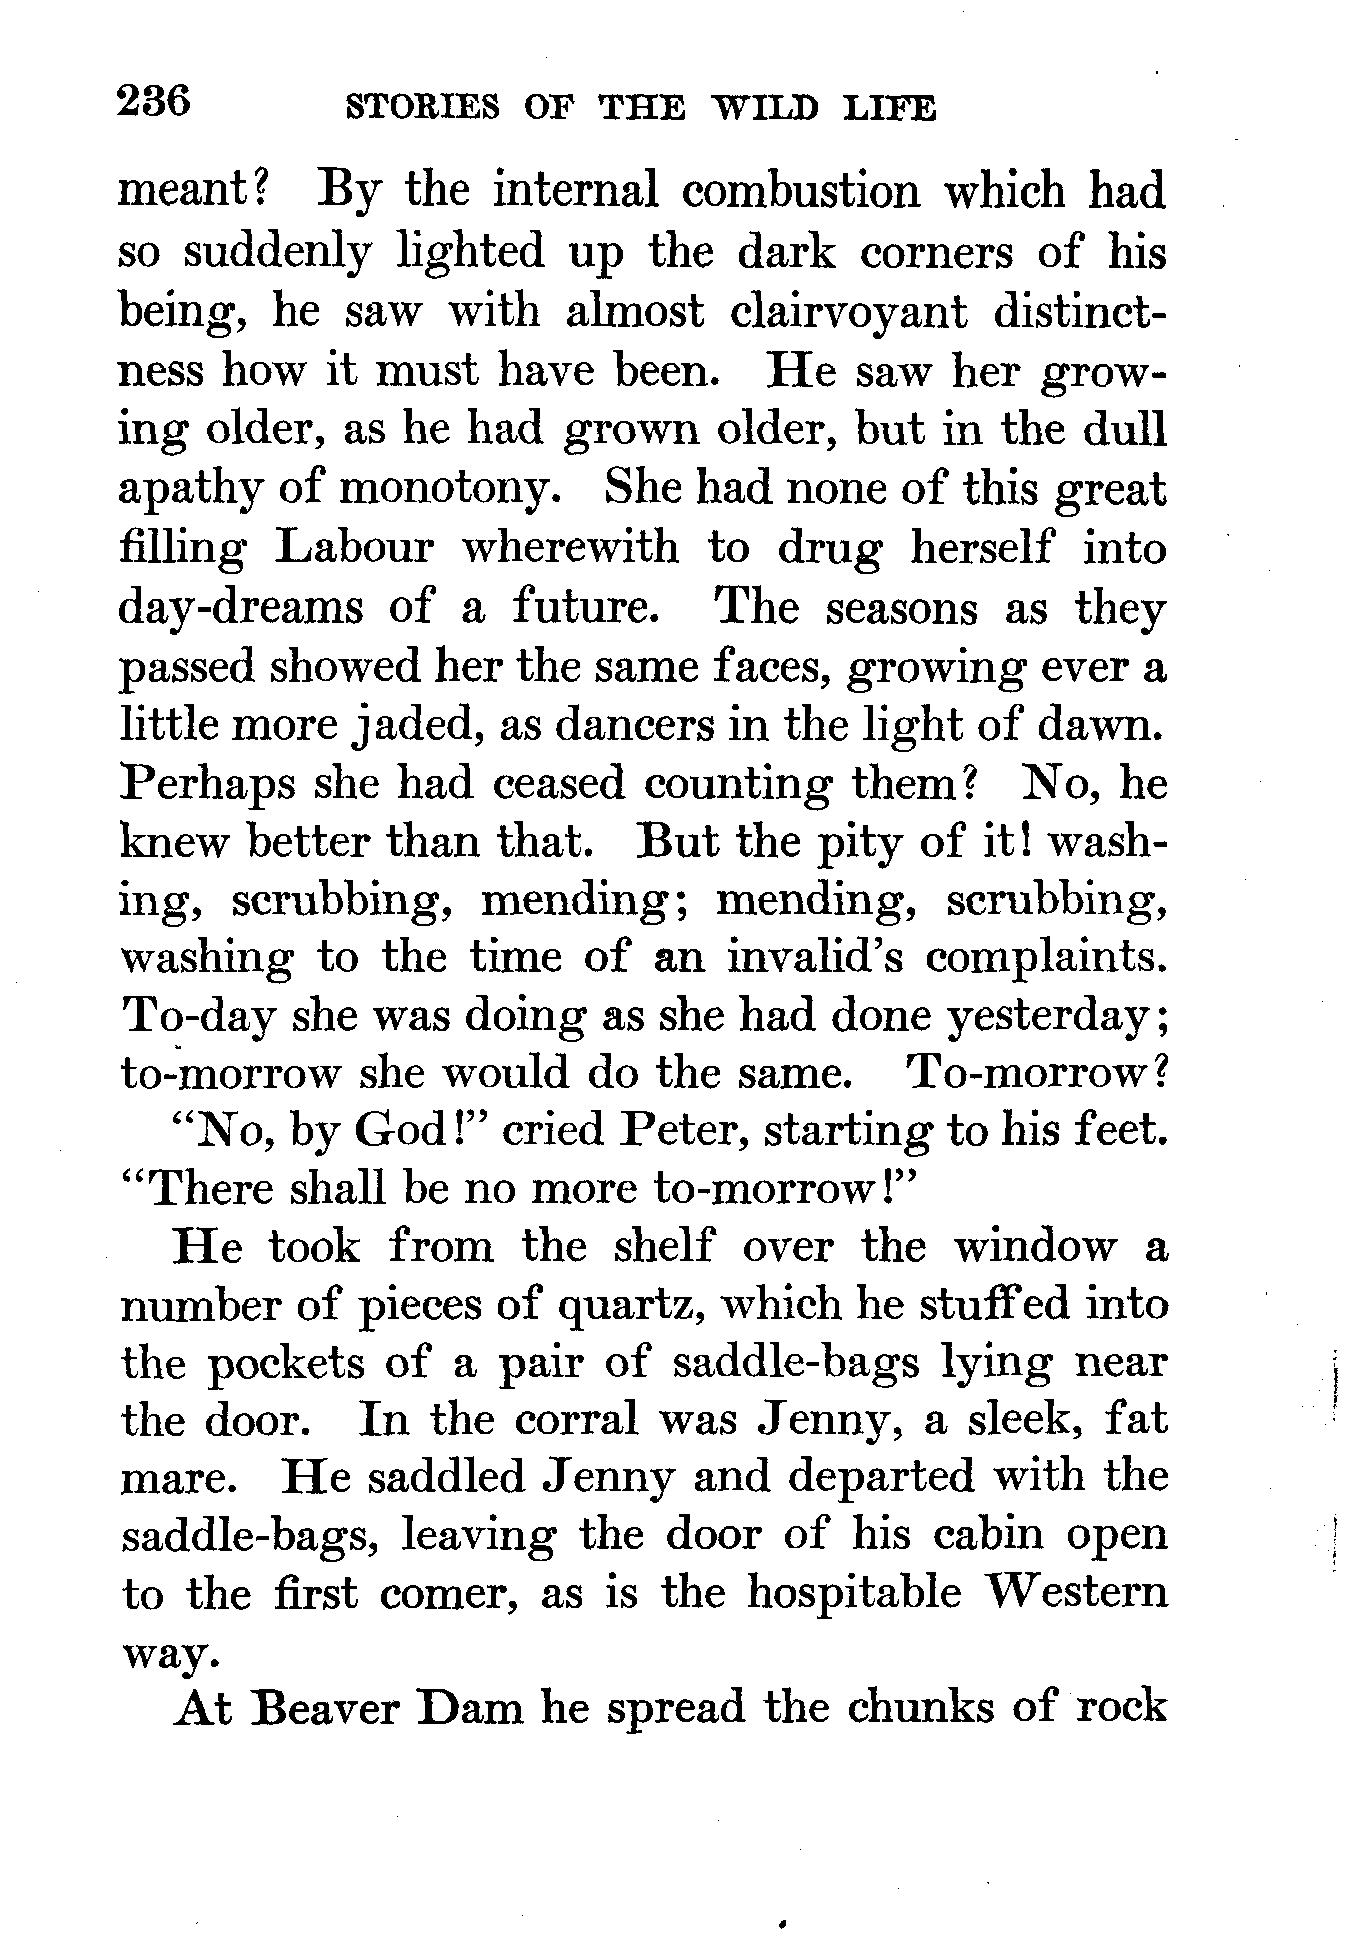 236 STORIES OF THE WILD LIFE
meant? By the internal combustion which had
so suddenly lighted up the dark corners of his
being, he saw with almost clairvoyant distinct-
ness how it must have been. He saw her grow-
ing older, as he had grown older, but in the dull
apathy of monotony. She had none of this great
filling Labour wherewith to drug herself into
day-dreams of a future. The seasons as they
passed showed her the same faces, growing ever a
little more jaded, as dancers in the light of dawn.
Perhaps she had ceased counting them? No, he
knew better than that. But the pity of it! wash-
ing, scrubbing, mending; mending, scrubbing,
washing to the time of an invalid's complaints.
To-day she was doing as she had done yesterday;
to-morrow she would do the same. To-morrow?
"No, by God!" cried Peter, starting to his feet.
"There shall be no more to-morrow!"
He took from the shelf over the window a
number of pieces of quartz, which he stuffed into
the pockets of a pair of saddle-bags lying near
the door. In the corral was Jenny, a sleek, fat
mare. He saddled Jenny and departed with the
saddle-bags, leaving the door of his cabin open
to the first comer, as is the hospitable Western
way.
At Beaver Dam he spread the chunks of rock